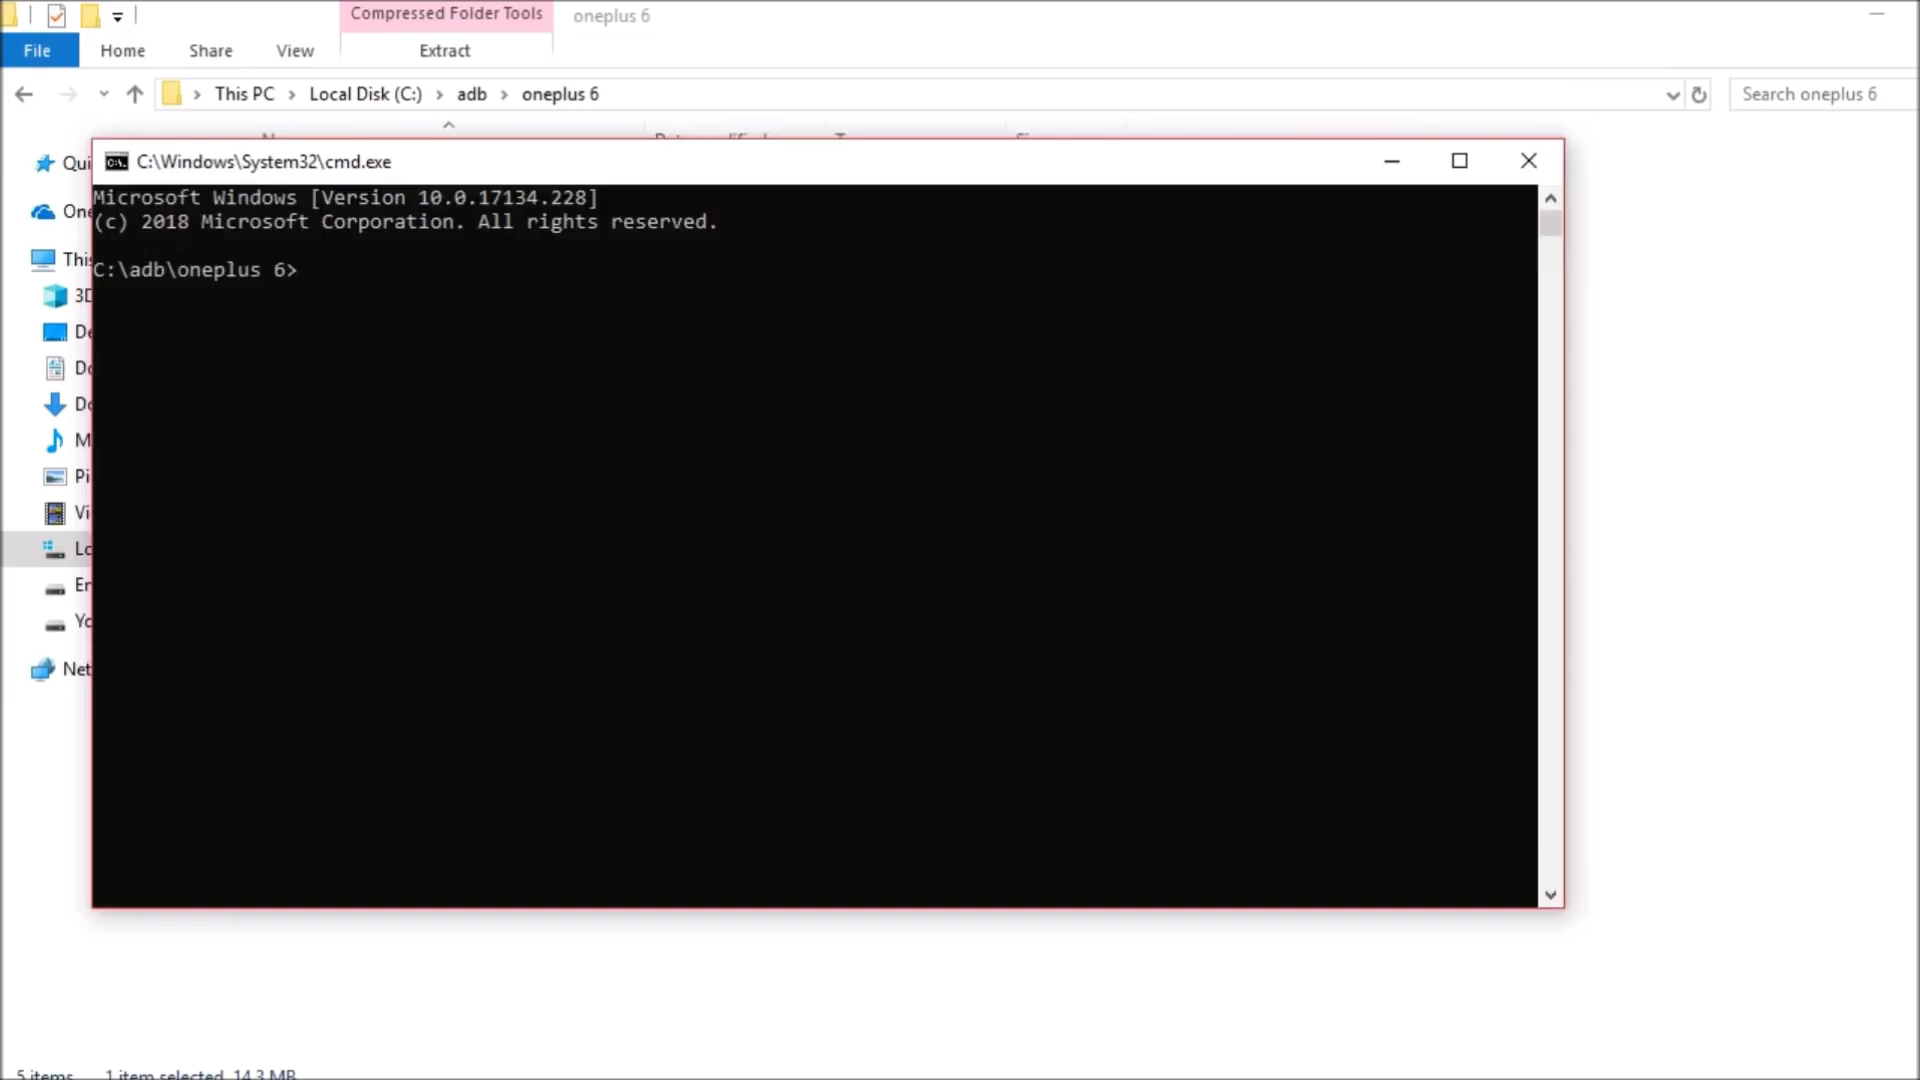 Compressed Folder Tools
oneplus 6
File
Home
Share
View
Extract
This PC
Local Disk (C:)
adb
oneplus 6
Search oneplus 6
C:\Windows\System32\cmd.exe
Microsoft Windows [Version 10.0.17134.228]
(c) 2018 Microsoft Corporation. All rights reserved.
C:\adb\oneplus 6>
Qui
One
This
3D
De
Do
Do
M
Pi
Vi
Lo
Er
Yo
Net
5 items
1 item selected 14.3 MB